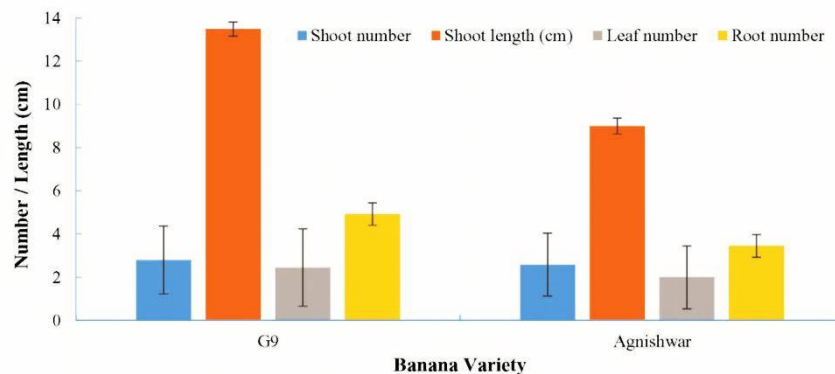 14
Shoot number Shoot length (cm) Leaf number Root number
12
10
8
6
4
2
0
Number / Length (cm)
G9 Agnishwar
Banana Variety